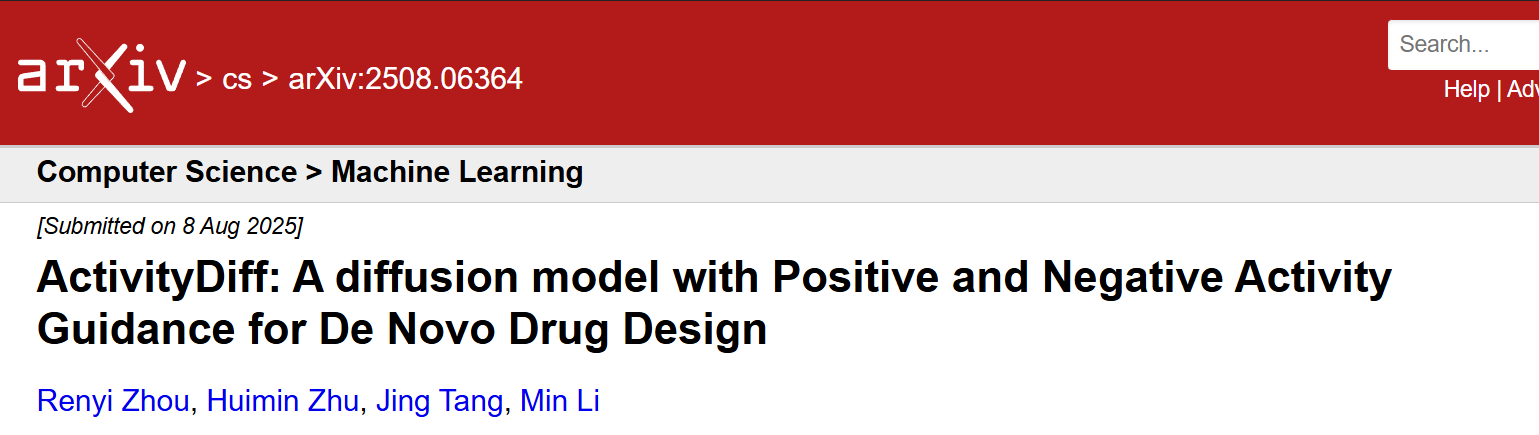 arXiv > cs > arXiv:2508.06364
Search...
Help | Adv
Computer Science > Machine Learning
[Submitted on 8 Aug 2025]
ActivityDiff: A diffusion model with Positive and Negative Activity
Guidance for De Novo Drug Design
Renyi Zhou, Huimin Zhu, Jing Tang, Min Li